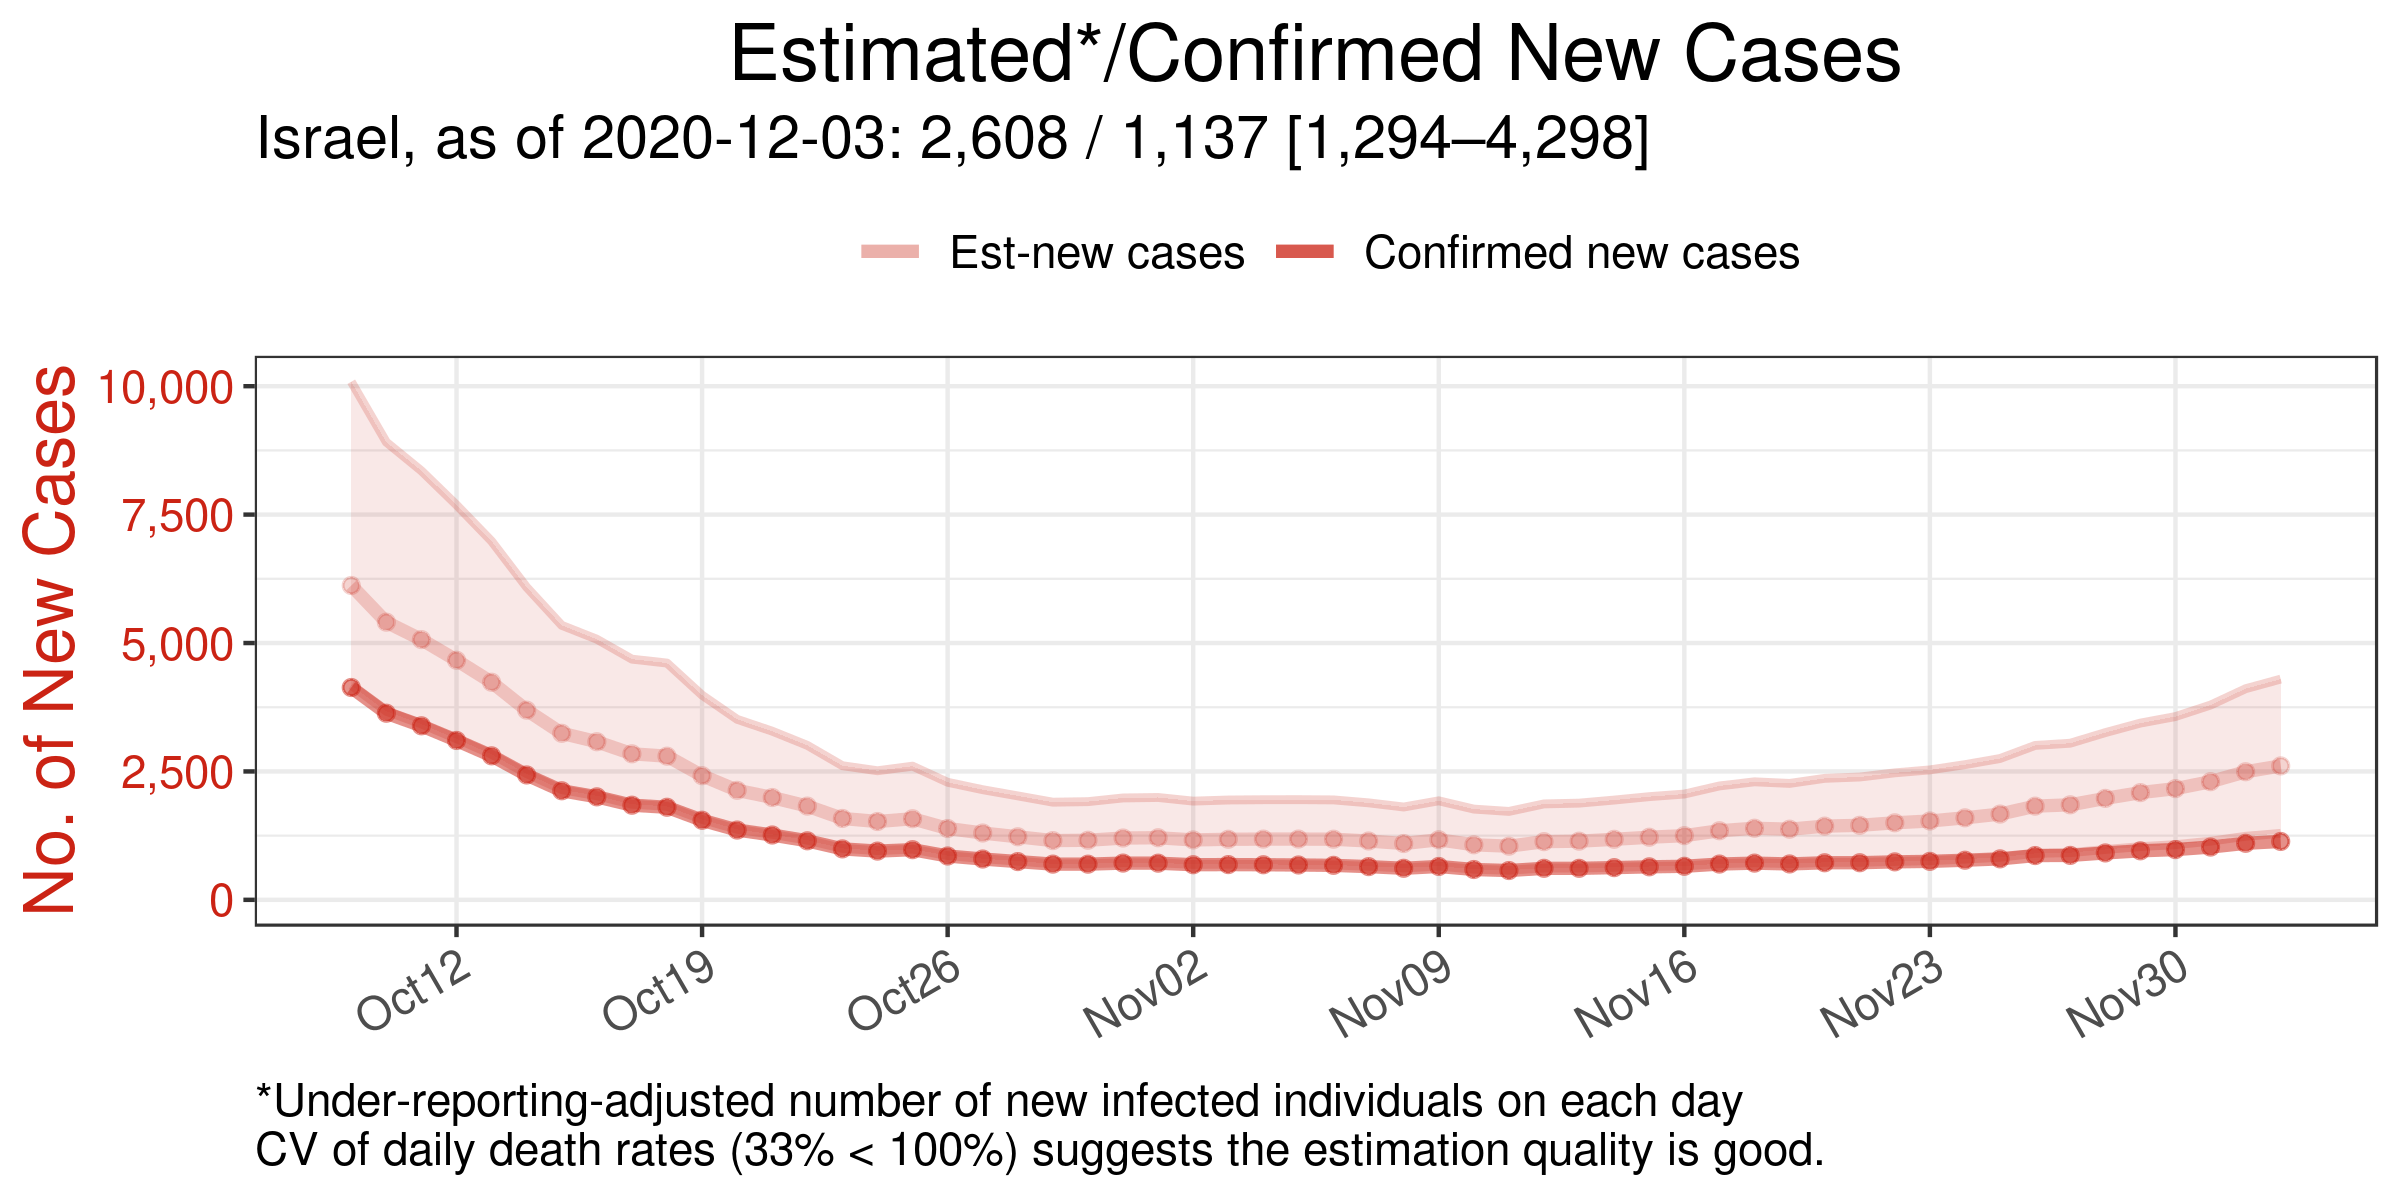 Estimated*/Confirmed New Cases
Israel, as of 2020-12-03: 2,608 / 1,137 [1,294–4,298]
Est-new cases Confirmed new cases
No. of New Cases
10,000
7,500
5,000
2,500
0
Oct12 Oct19 Oct26 Nov02 Nov09 Nov16 Nov23 Nov30
*Under-reporting-adjusted number of new infected individuals on each day
CV of daily death rates (33% < 100%) suggests the estimation quality is good.